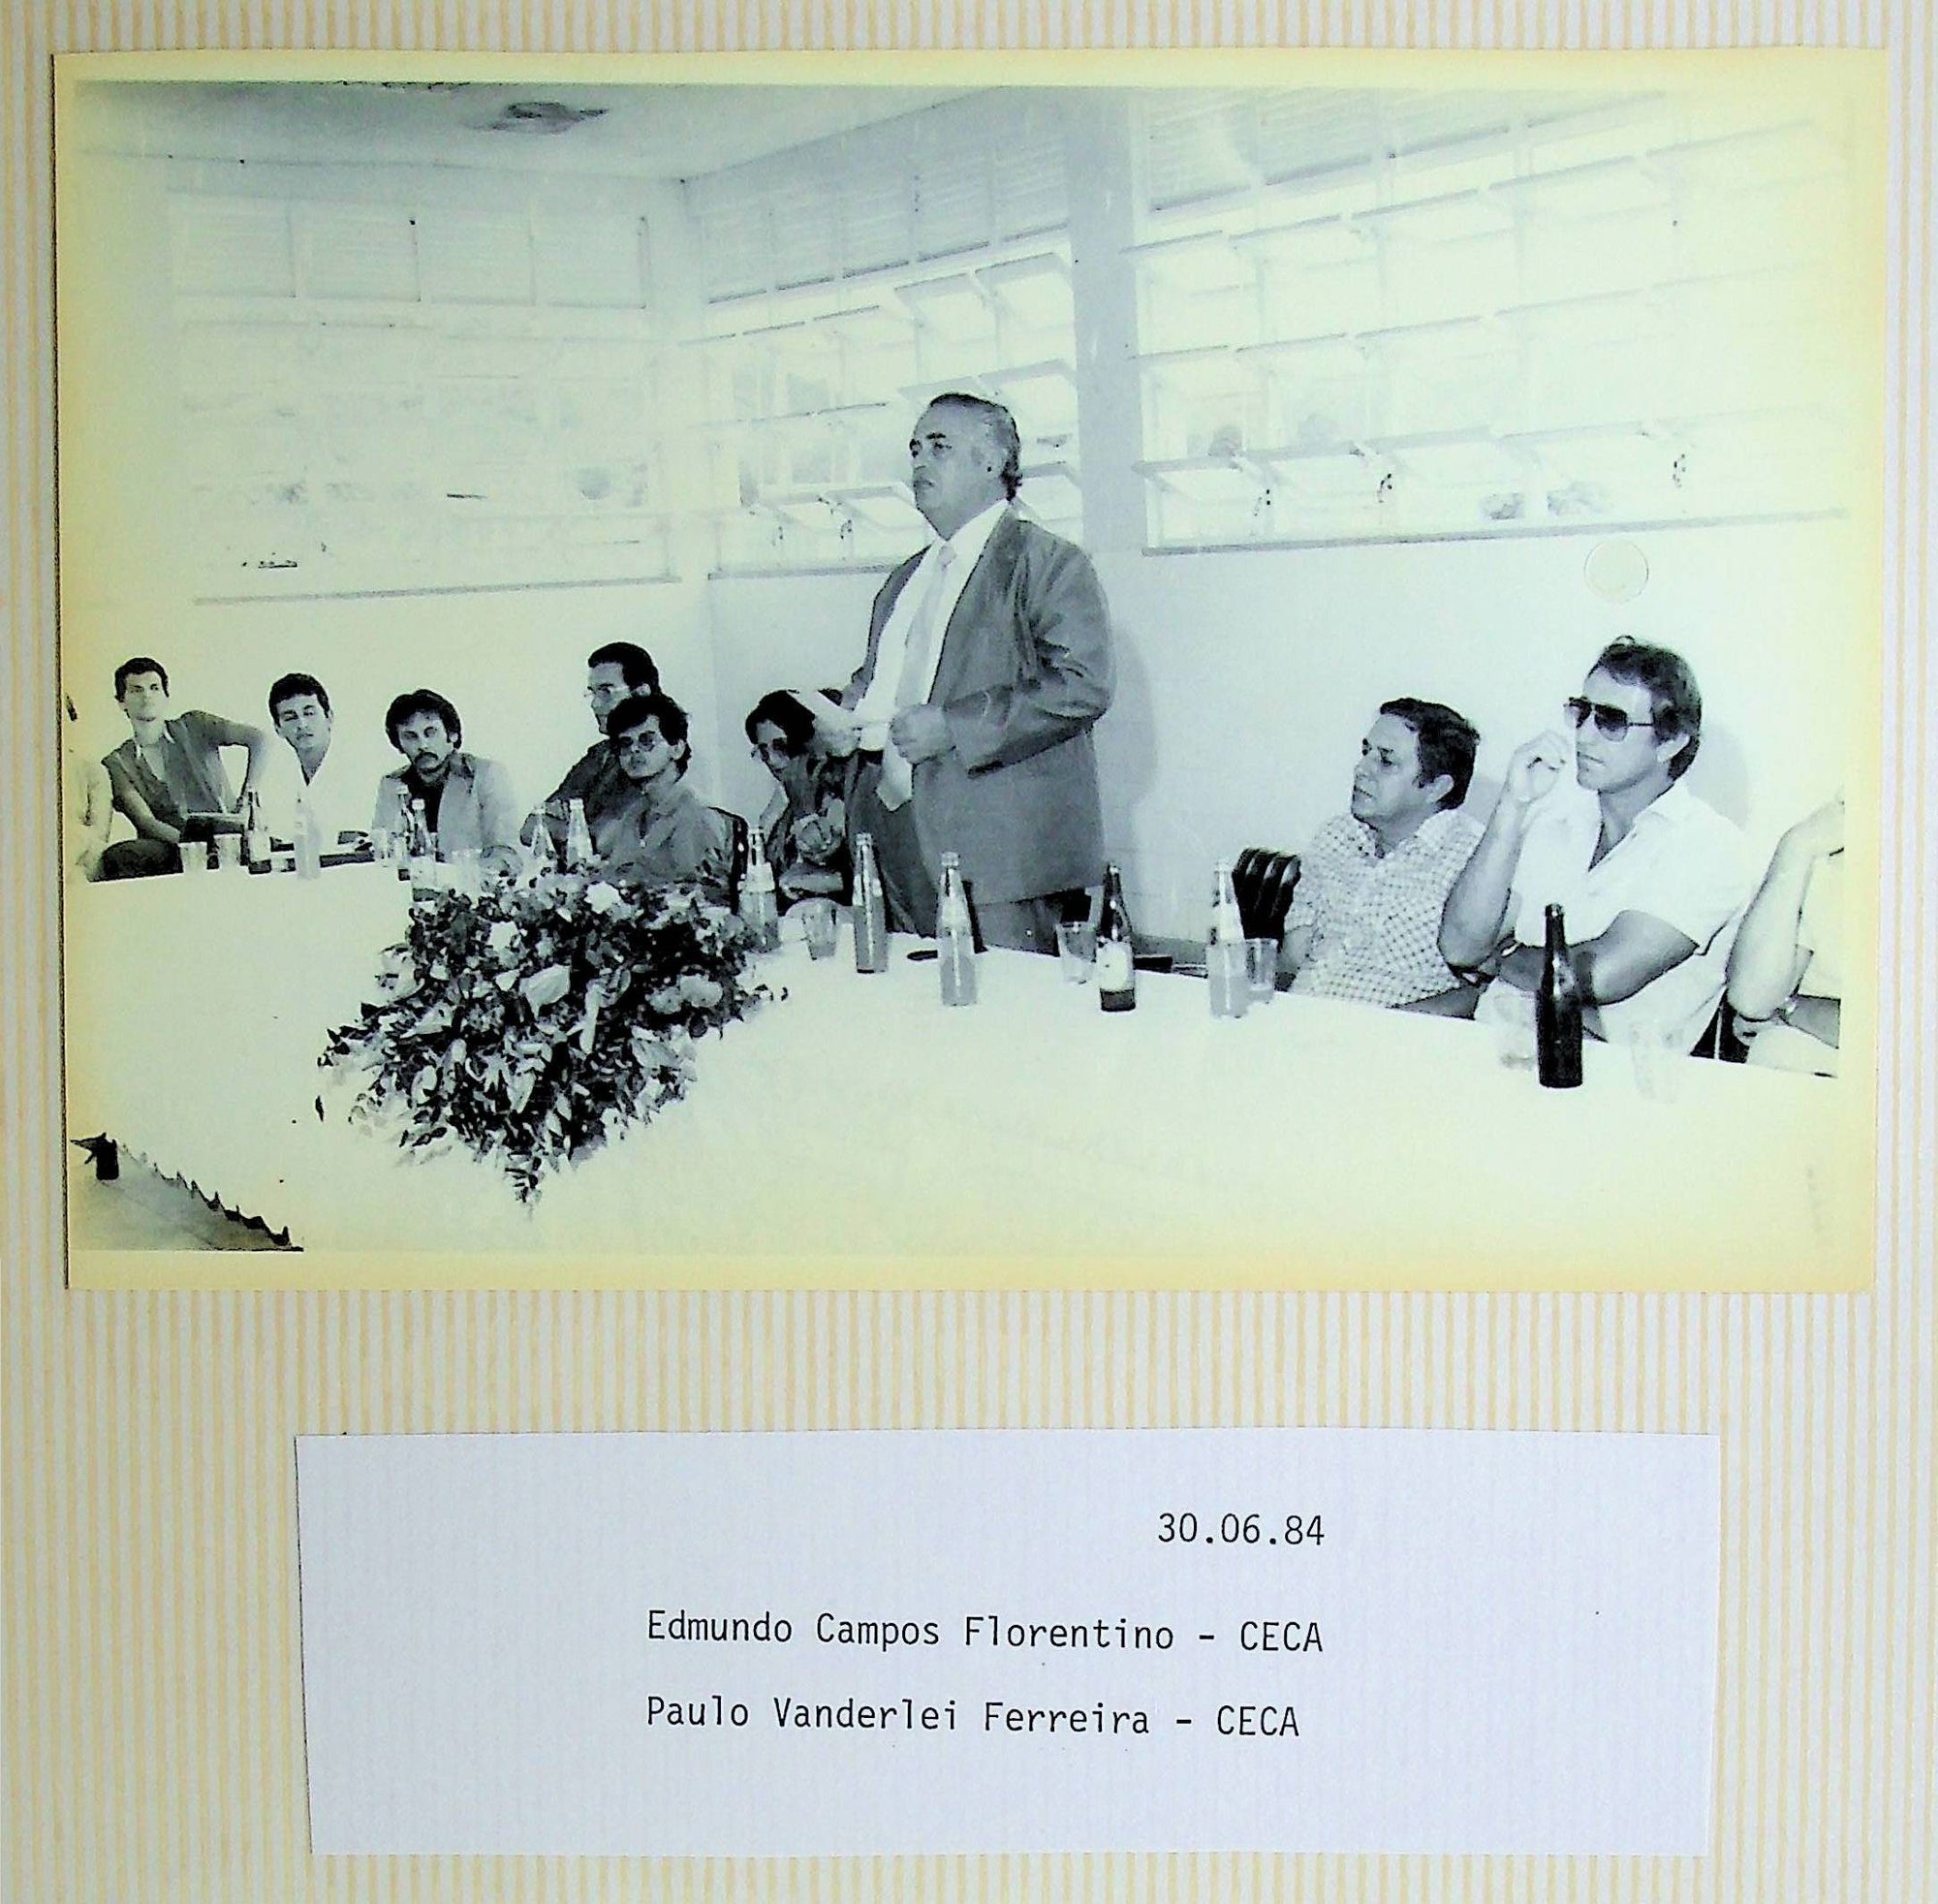 30.06.84
Edmundo Campos Florentino - CECA
Paulo Vanderlei Ferreira - CECA